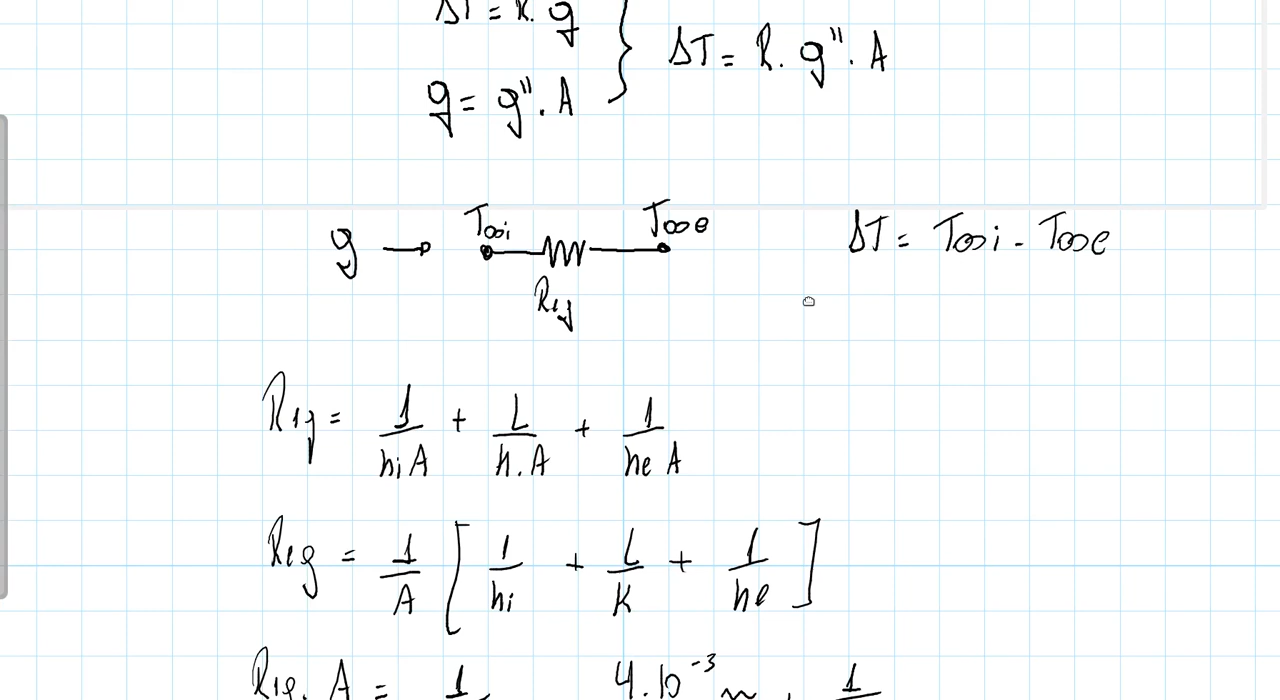 ΔT = R. q
q = q''. A } ΔT = R. q''. A
q → T∞i T∞e ΔT = T∞i - T∞e
Req
Req = 1/hiA + L/h.A + 1/heA
Req = 1/A [ 1/hi + L/K + 1/he ]
Req. A = 1 4.10⁻³ m + 1